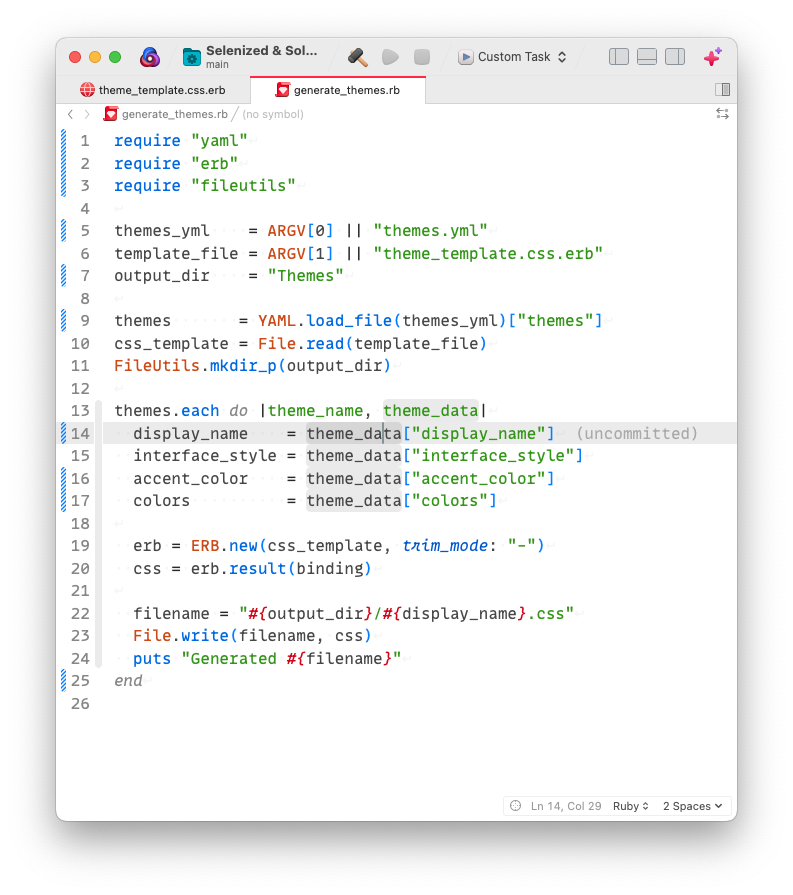 Selenized & Sol...
main
Custom Task
theme_template.css.erb
generate_themes.rb
generate_themes.rb
(no symbol)
1 require "yaml"
2 require "erb"
3 require "fileutils"
4
5 themes_yml    = ARGV[0] || "themes.yml"
6 template_file = ARGV[1] || "theme_template.css.erb"
7 output_dir    = "Themes"
8
9 themes       = YAML.load_file(themes_yml)["themes"]
10 css_template = File.read(template_file)
11 FileUtils.mkdir_p(output_dir)
12
13 themes.each do |theme_name, theme_data|
14   display_name    = theme_data["display_name"] (uncommitted)
15   interface_style = theme_data["interface_style"]
16   accent_color    = theme_data["accent_color"]
17   colors          = theme_data["colors"]
18
19   erb = ERB.new(css_template, trim_mode: "-")
20   css = erb.result(binding)
21
22   filename = "#{output_dir}/#{display_name}.css"
23   File.write(filename, css)
24   puts "Generated #{filename}"
25 end
26
Ln 14, Col 29 Ruby 2 Spaces